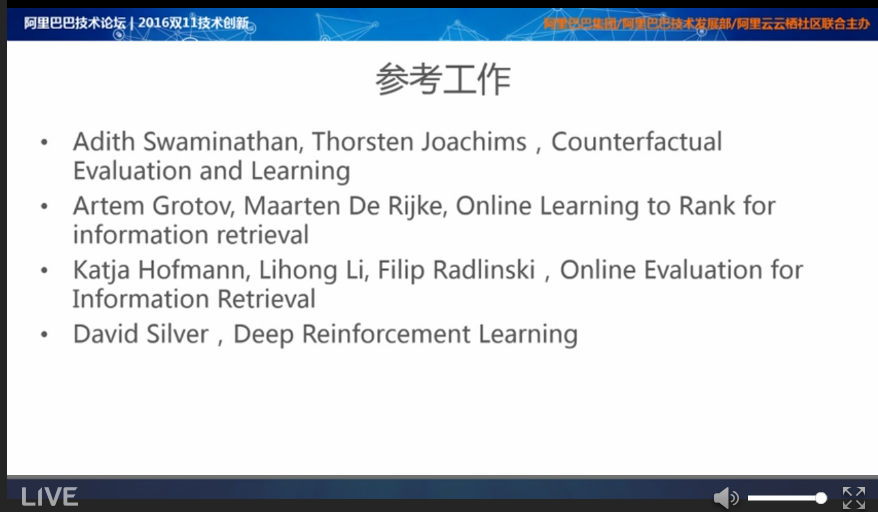 阿里巴巴技术论坛 | 2016双11技术创新
阿里巴巴集团/阿里巴巴技术发展部/阿里云云栖社区联合主办
参考工作
• Adith Swaminathan, Thorsten Joachims , Counterfactual
Evaluation and Learning
• Artem Grotov, Maarten De Rijke, Online Learning to Rank for
information retrieval
• Katja Hofmann, Lihong Li, Filip Radlinski , Online Evaluation for
Information Retrieval
• David Silver , Deep Reinforcement Learning
LIVE